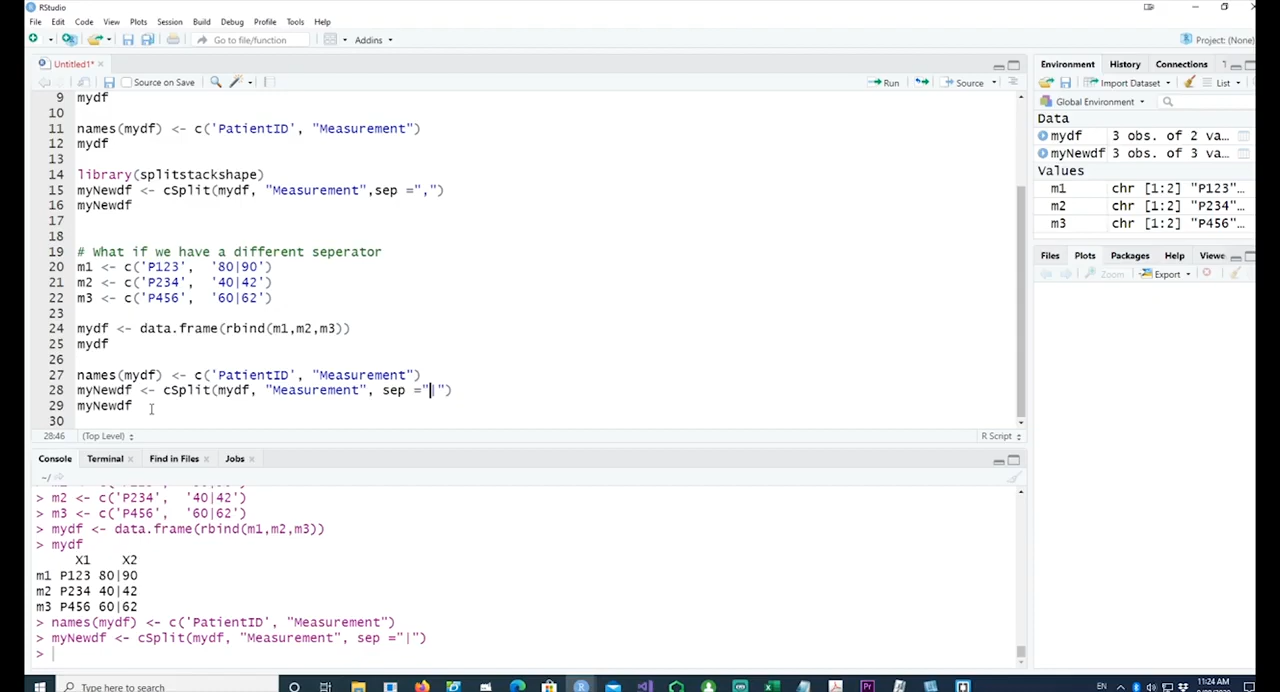 RStudio
File Edit Code View Plots Session Build Debug Profile Tools Help
Go to file/function Addins Project: (None)
Untitled1*
Source on Save Run Source
9 mydf
10
11 names(mydf) <- c('PatientID', "Measurement")
12 mydf
13
14 library(splitstackshape)
15 myNewdf <- cSplit(mydf, "Measurement",sep =",")
16 myNewdf
17
18
19 # What if we have a different seperator
20 m1 <- c('P123', '80|90')
21 m2 <- c('P234', '40|42')
22 m3 <- c('P456', '60|62')
23
24 mydf <- data.frame(rbind(m1,m2,m3))
25 mydf
26
27 names(mydf) <- c('PatientID', "Measurement")
28 myNewdf <- cSplit(mydf, "Measurement", sep ="|")
29 myNewdf
30
28:46 (Top Level) R Script
Console Terminal Find in Files Jobs
~/
> m2 <- c('P234', '40|42')
> m3 <- c('P456', '60|62')
> mydf <- data.frame(rbind(m1,m2,m3))
> mydf
X1 X2
m1 P123 80|90
m2 P234 40|42
m3 P456 60|62
> names(mydf) <- c('PatientID', "Measurement")
> myNewdf <- cSplit(mydf, "Measurement", sep ="|")
>
Environment History Connections
Import Dataset List
Global Environment
Data
mydf 3 obs. of 2 va...
myNewdf 3 obs. of 3 va...
Values
m1 chr [1:2] "P123"...
m2 chr [1:2] "P234"...
m3 chr [1:2] "P456"...
Files Plots Packages Help Viewe
Zoom Export
Type here to search
EN 11:24 AM